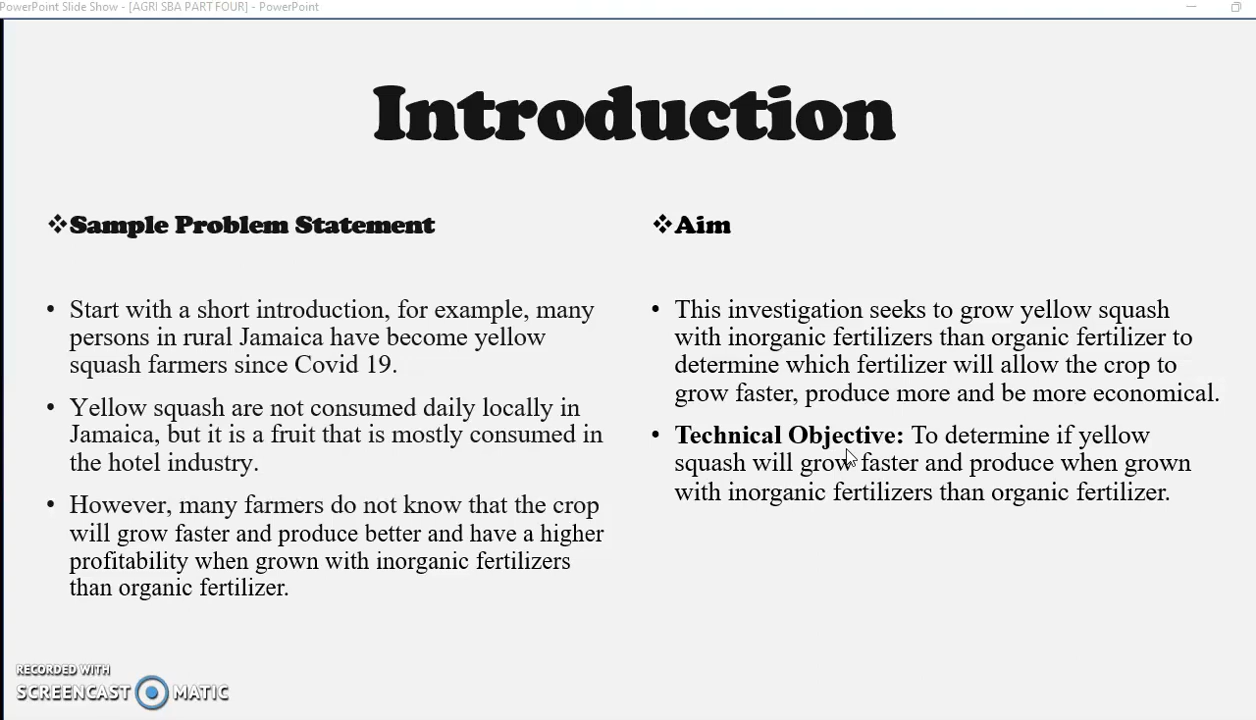 PowerPoint Slide Show - [AGRI SBA PART FOUR] - PowerPoint
Introduction
❖Sample Problem Statement
• Start with a short introduction, for example, many
persons in rural Jamaica have become yellow
squash farmers since Covid 19.
• Yellow squash are not consumed daily locally in
Jamaica, but it is a fruit that is mostly consumed in
the hotel industry.
• However, many farmers do not know that the crop
will grow faster and produce better and have a higher
profitability when grown with inorganic fertilizers
than organic fertilizer.
❖Aim
• This investigation seeks to grow yellow squash
with inorganic fertilizers than organic fertilizer to
determine which fertilizer will allow the crop to
grow faster, produce more and be more economical.
• Technical Objective: To determine if yellow
squash will grow faster and produce when grown
with inorganic fertilizers than organic fertilizer.
RECORDED WITH
SCREENCAST MATIC